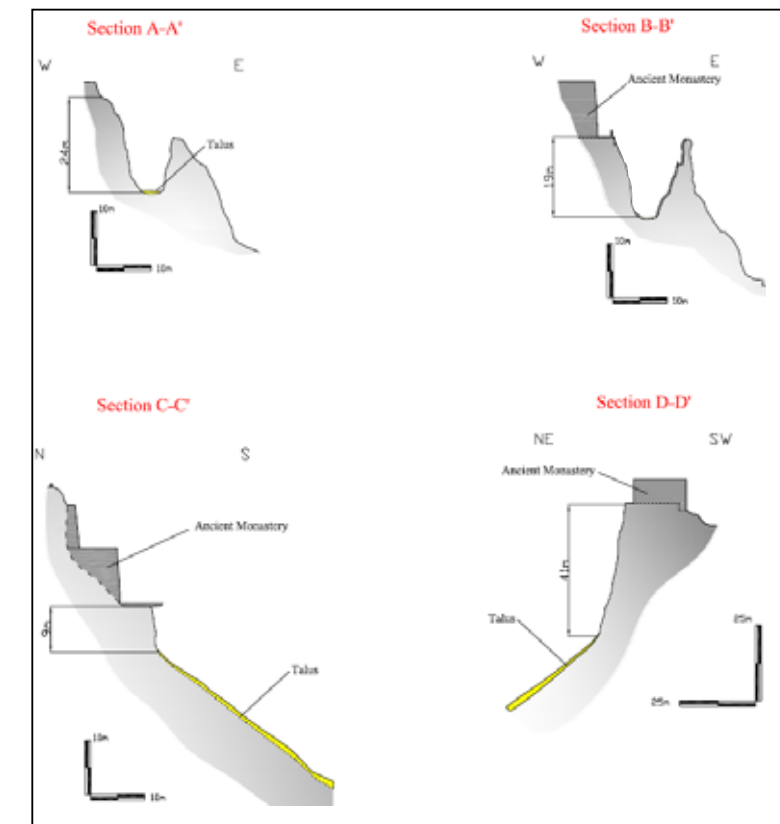 Section A-A'
W E
Talus
24m
10m
10m
Section B-B'
W E
Ancient Monastery
19m
10m
10m
Section C-C'
N S
Ancient Monastery
9m
Talus
10m
10m
Section D-D'
NE SW
Ancient Monastery
41m
Talus
25m
25m